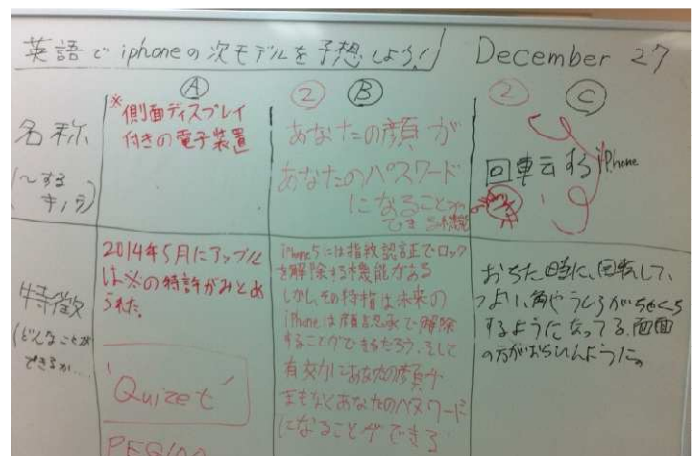 英語でiphoneの次モデルを予想しよう！
December 27
A
2 B
2 C
名称
(~する
※側面ディスプレイ
付きの電子装置
あなたの顔が
あなたのパスワード
になることが
できる機能
回転するiPhone
特徴
(どんなことが
できるか...
2014年5月にアップル
は※の特許がみとめ
られた。
'Quizet'
iPhone5には指紋認証でロック
を解除する機能がある
しかし、その特権は未来の
iPhoneは顔認承で解除
することができるだろう、そして
有効にあなたの顔が
まもなくあなたのパスワードに
になることができる
おちた時に、回転して、
つよい、角やうしろがちゃくち
するようになってる、画面
の方がおちないように。